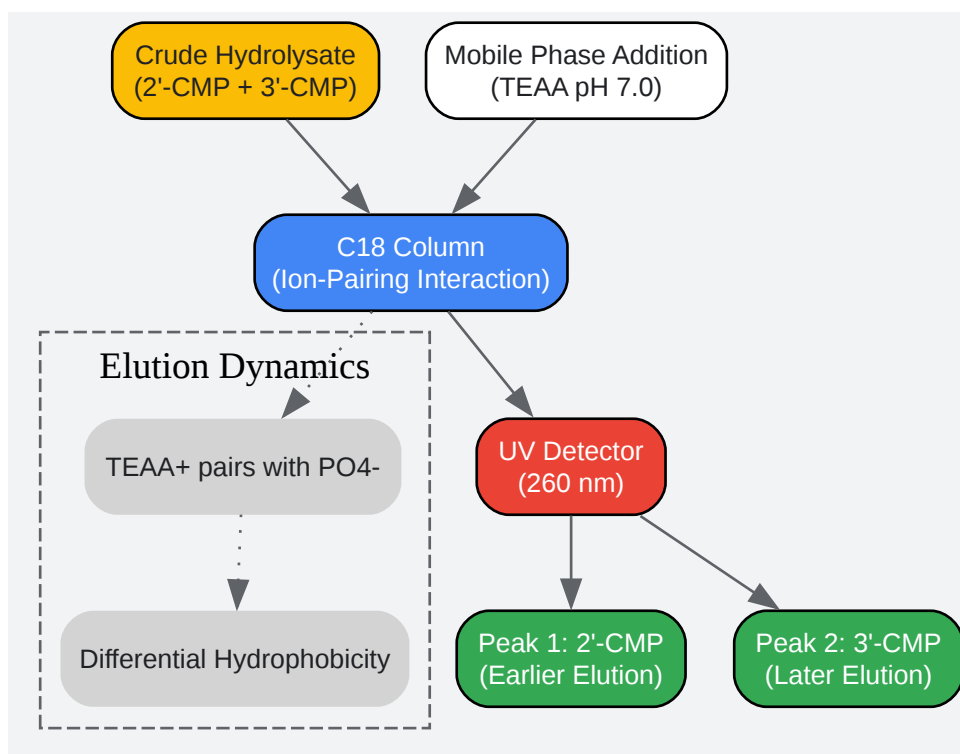 Crude Hydrolysate
(2'-CMP + 3'-CMP)
Mobile Phase Addition
(TEAA pH 7.0)
C18 Column
(Ion-Pairing Interaction)
Elution Dynamics
TEAA+ pairs with PO4-
UV Detector
(260 nm)
Differential Hydrophobicity
Peak 1: 2'-CMP
(Earlier Elution)
Peak 2: 3'-CMP
(Later Elution)